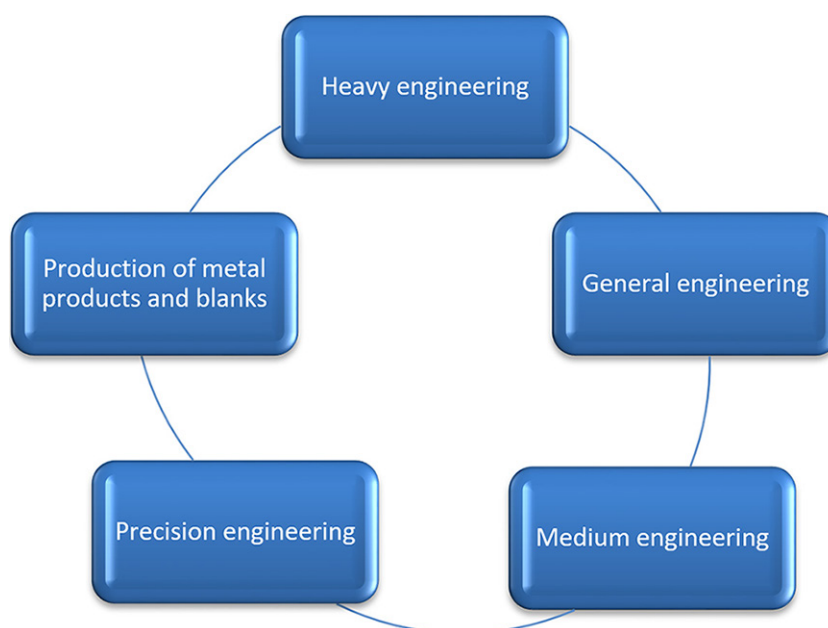 Heavy engineering
General engineering
Medium engineering
Precision engineering
Production of metal
products and blanks